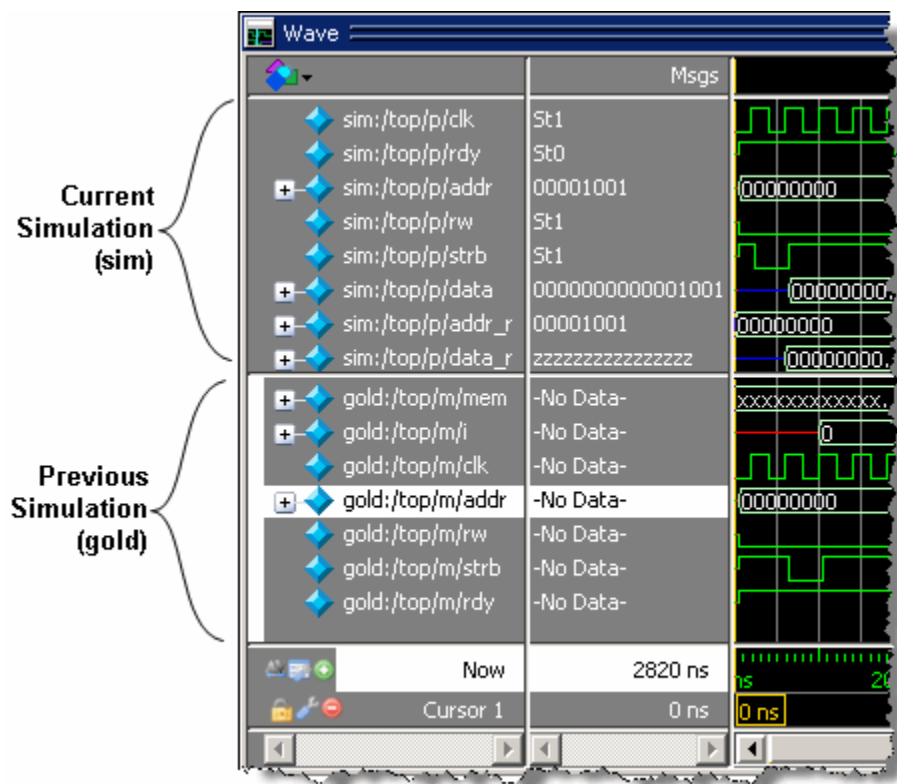 Wave
Msgs
Current
Simulation
(sim)
sim:/top/p/clk St1
sim:/top/p/rdy St0
sim:/top/p/addr 00001001 00000000
sim:/top/p/rw St1
sim:/top/p/strb St1
sim:/top/p/data 0000000000001001 00000000
sim:/top/p/addr_r 00001001 00000000
sim:/top/p/data_r zzzzzzzzzzzzzzzz 00000000
Previous
Simulation
(gold)
gold:/top/m/mem -No Data- xxxxxxxxxxxx
gold:/top/m/i -No Data- 0
gold:/top/m/clk -No Data-
gold:/top/m/addr -No Data- 00000000
gold:/top/m/rw -No Data-
gold:/top/m/strb -No Data-
gold:/top/m/rdy -No Data-
Now 2820 ns
Cursor 1 0 ns 0 ns